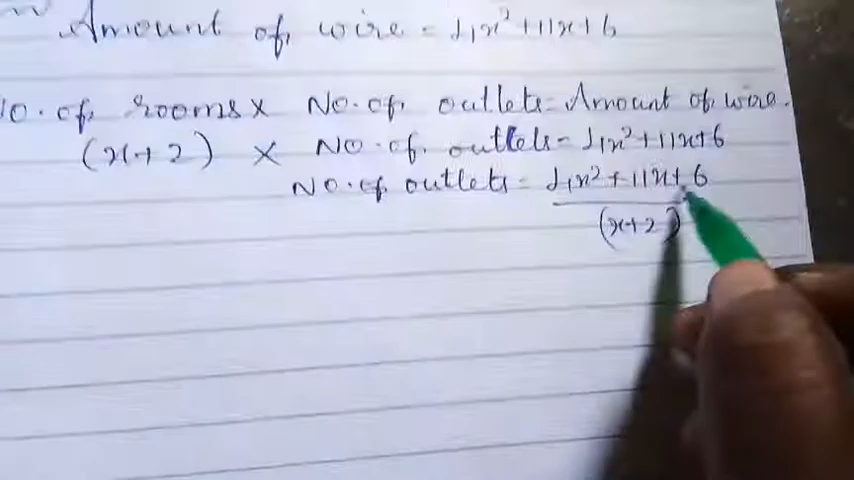 Amount of wire = 4x²+11x+6
No. of rooms x No. of outlets = Amount of wire.
(x+2) x No. of outlets = 4x²+11x+6
No. of outlets = 4x²+11x+6
(x+2)